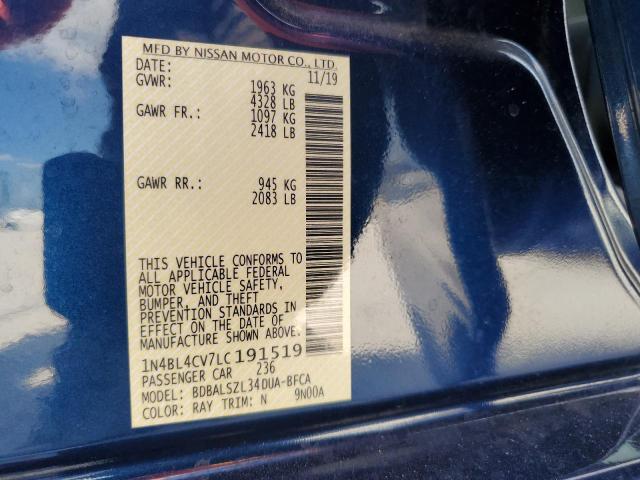 MFD BY NISSAN MOTOR CO., LTD.
DATE: 11/19
GVWR: 1963 KG
4328 LB
GAWR FR.: 1097 KG
2418 LB
GAWR RR.: 945 KG
2083 LB
THIS VEHICLE CONFORMS TO
ALL APPLICABLE FEDERAL
MOTOR VEHICLE SAFETY,
BUMPER, AND THEFT
PREVENTION STANDARDS IN
EFFECT ON THE DATE OF
MANUFACTURE SHOWN ABOVE.
1N4BL4CV7LC191519
PASSENGER CAR 236
MODEL: BDBALSZL34DUA-BFCA
COLOR: RAY TRIM: N 9N00A